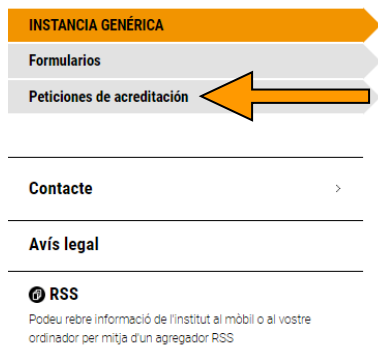 INSTANCIA GENÉRICA
Formularios
Peticiones de acreditación
Contacte
Avís legal
RSS
Podeu rebre informació de l'institut al mòbil o al vostre
ordinador per mitja d'un agregador RSS